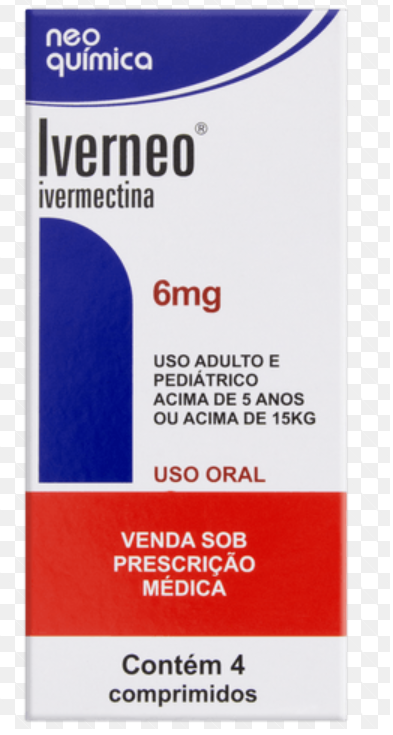 neo
química
Iverneo®
ivermectina
6mg
USO ADULTO E
PEDIÁTRICO
ACIMA DE 5 ANOS
OU ACIMA DE 15KG
USO ORAL
VENDA SOB
PRESCRIÇÃO
MÉDICA
Contém 4
comprimidos